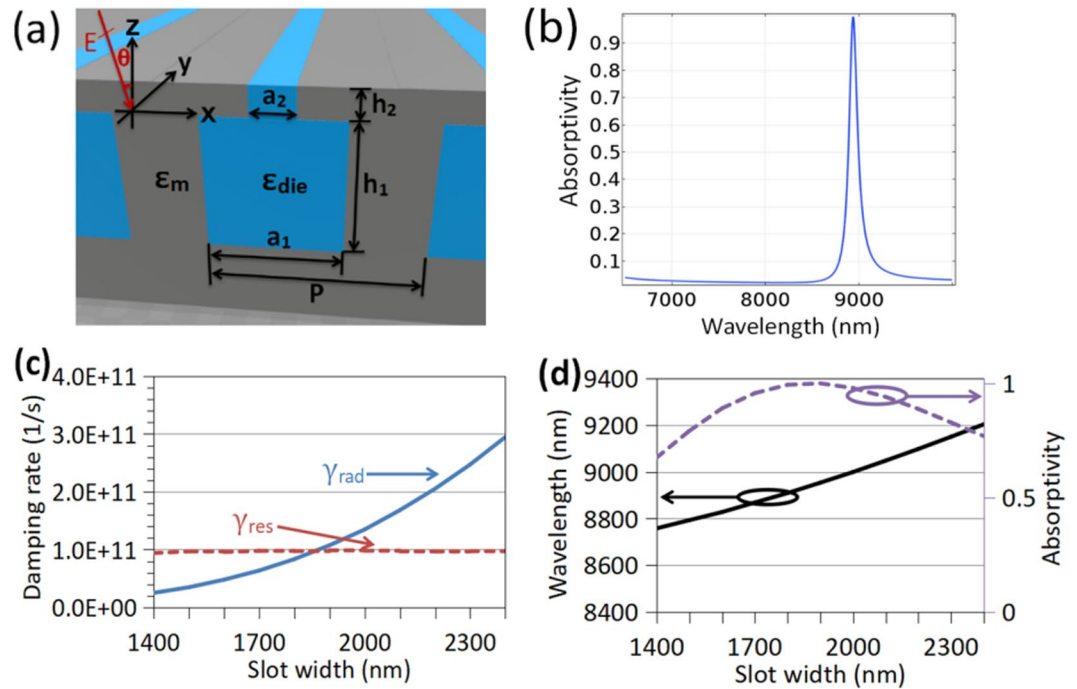 (a)
E
θ
z
y
x
a₂
h₂
εₘ
ε_die
h₁
a₁
P
(b)
Absorptivity
0.9
0.8
0.7
0.6
0.5
0.4
0.3
0.2
0.1
7000 8000 9000
Wavelength (nm)
(c)
Damping rate (1/s)
4.0E+11
3.0E+11
2.0E+11
1.0E+11
0.0E+00
γrad
γres
1400 1700 2000 2300
Slot width (nm)
(d)
Wavelength (nm)
9400
9200
9000
8800
8600
8400
1
0.5
0
Absorptivity
1400 1700 2000 2300
Slot width (nm)